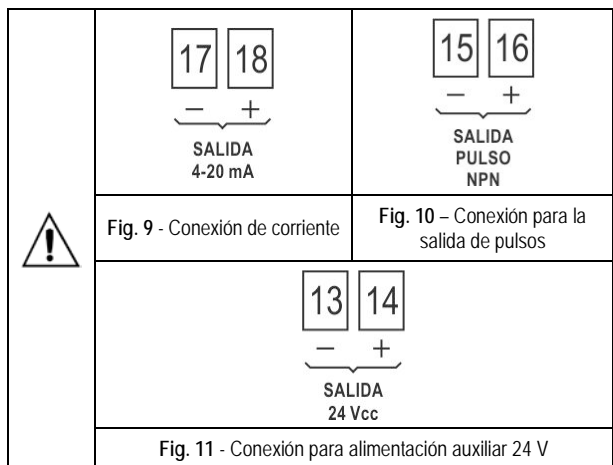 17 18
− +
SALIDA
4-20 mA
Fig. 9 - Conexión de corriente
15 16
− +
SALIDA
PULSO
NPN
Fig. 10 – Conexión para la
salida de pulsos
13 14
− +
SALIDA
24 Vcc
Fig. 11 - Conexión para alimentación auxiliar 24 V